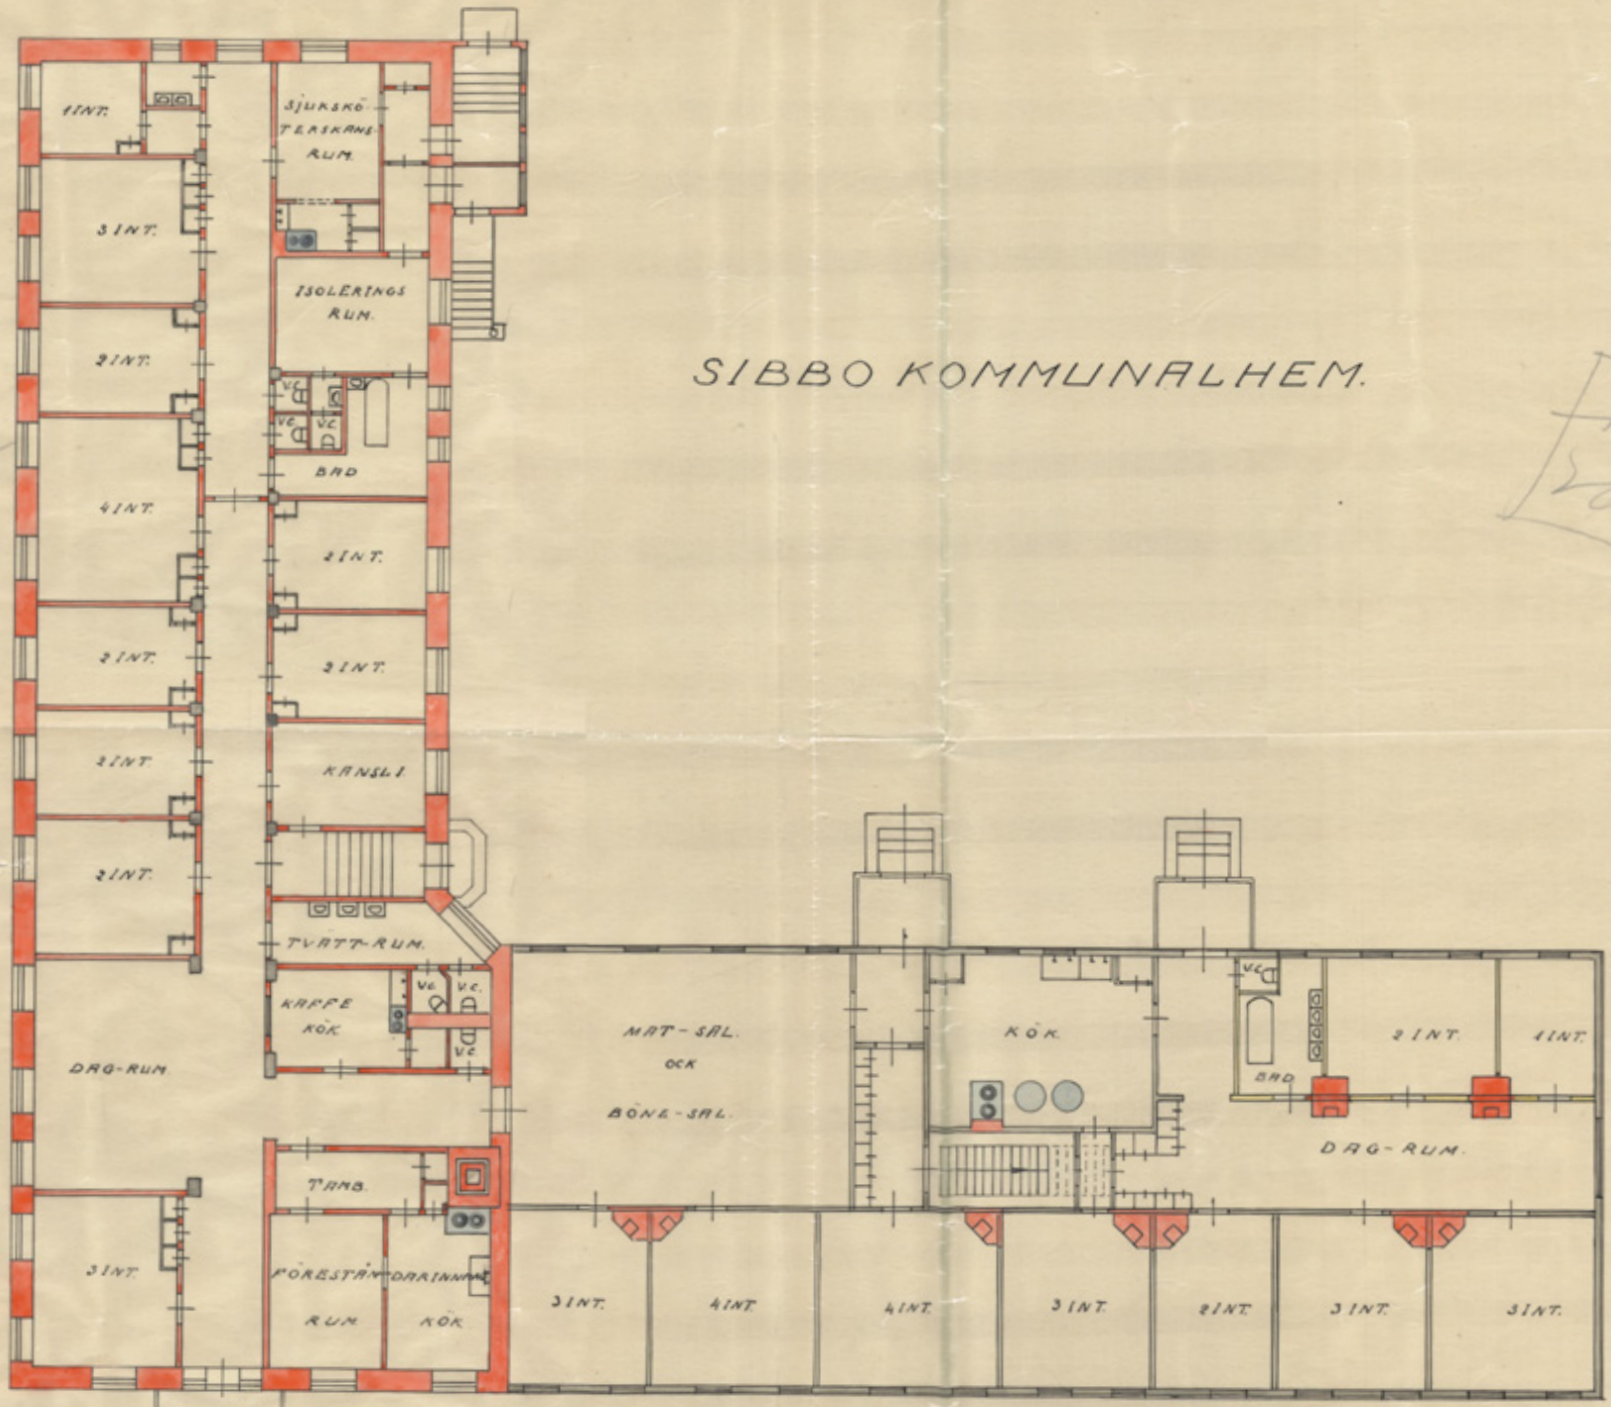 SIBBO KOMMUNALHEM.
1 INT.
SJUKSKÖ-
TERSKANS-
RUM.
3 INT.
ISOLERINGS
RUM.
2 INT.
V.C.
V.C.
V.C.
BAD
4 INT.
2 INT.
2 INT.
2 INT.
2 INT.
KANSLI.
2 INT.
TVÄTT-RUM.
KAFFE
KÖK
V.C.
V.C.
V.C.
DAG-RUM.
TAMB.
3 INT.
FÖRESTÅNDARINNANS
RUM
KÖK
MAT-SAL.
OCK
BÖNE-SAL.
KÖK.
V.C.
BAD
2 INT.
1 INT.
DAG-RUM.
3 INT.
4 INT.
4 INT.
3 INT.
2 INT.
3 INT.
3 INT.